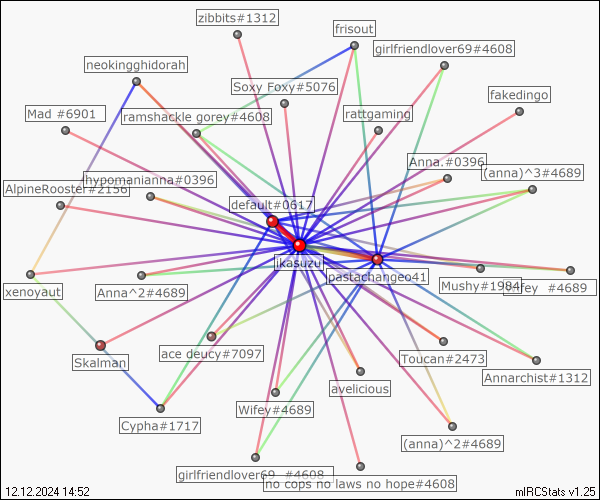 zibbits#1312
frisout
girlfriendlover69#4608
neokingghidorah
Soxy Foxy#5076
fakedingo
Mad #6901
ramshackle gorey#4608
rattgaming
Anna.#0396
(anna)^3#4689
hypomanianna#0396
AlpineRooster#2156
default#0617
jkasuzu
pastachangeo41
xenoyaut
Anna^2#4689
Mushy#1984
#4689
Skalman
ace deucy#7097
Toucan#2473
Annarchist#1312
avelicious
Wifey#4689
Cypha#1717
(anna)^2#4689
girlfriendlover69_ #4608
no cops no laws no hope#4608
12.12.2024 14:52
mIRCStats v1.25